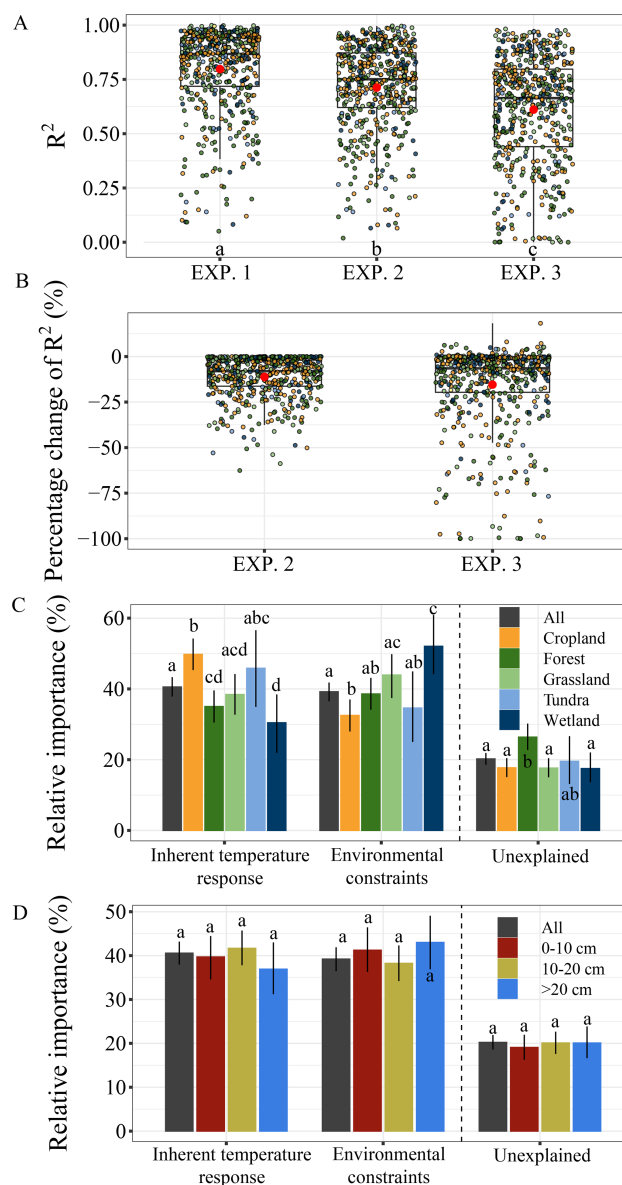 A
R2
1.00
0.75
0.50
0.25
0.00
a b c
EXP. 1 EXP. 2 EXP. 3
B
Percentage change of R2 (%)
0
−25
−50
−75
−100
EXP. 2 EXP. 3
C
Relative importance (%)
60
40
20
0
a b cd acd abc d
a b ab ac ab c
a a b a ab a
All
Cropland
Forest
Grassland
Tundra
Wetland
Inherent temperature response
Environmental constraints
Unexplained
D
Relative importance (%)
50
40
30
20
10
0
a a a a
a a a a
a a a a
All
0-10 cm
10-20 cm
>20 cm
Inherent temperature response
Environmental constraints
Unexplained